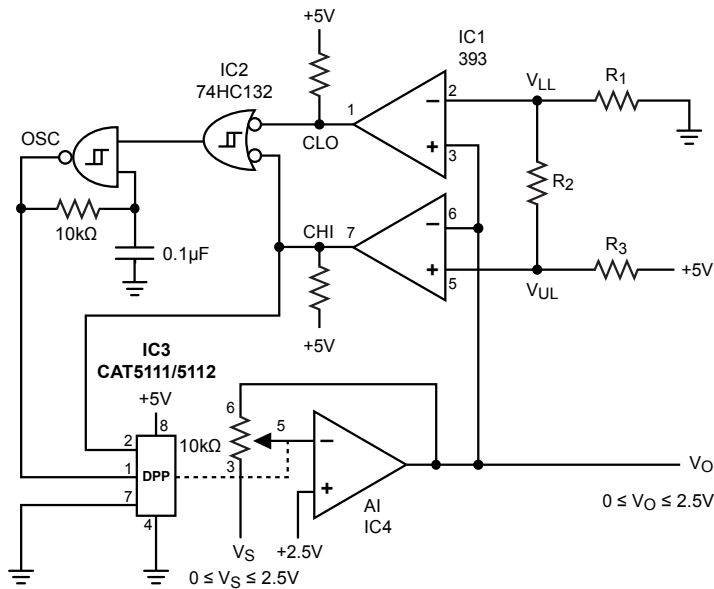 +5V
IC1
393
IC2
74HC132
VLL
R1
2
1
OSC
3
CLO
R2
CHI
7
6
R3
10kΩ
0.1µF
+5V
5
VUL
+5V
IC3
CAT5111/5112
+5V
8
6
5
2
10kΩ
1
DPP
3
7
VO
AI
IC4
0 ≤ VO ≤ 2.5V
4
VS
+2.5V
0 ≤ VS ≤ 2.5V